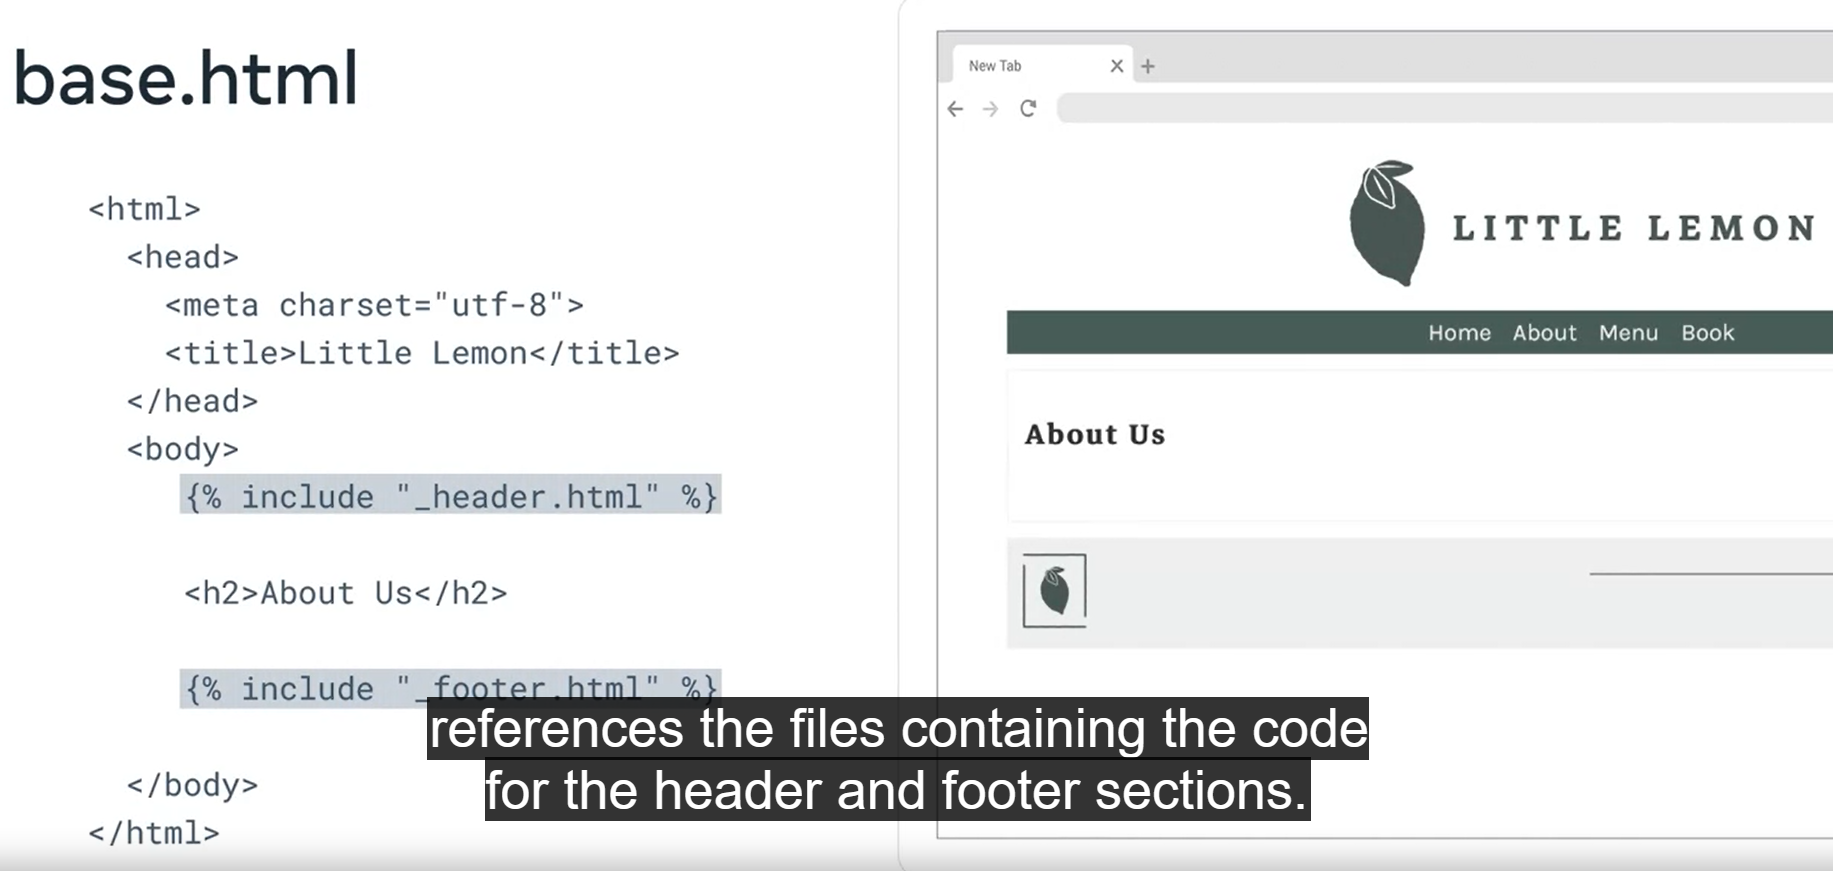 base.html
<html>
<head>
<meta charset="utf-8">
<title>Little Lemon</title>
</head>
<body>
{% include "_header.html" %}
<h2>About Us</h2>
{% include "_footer.html" %}
</body>
</html>
New Tab
LITTLE LEMON
Home About Menu Book
About Us
references the files containing the code
for the header and footer sections.